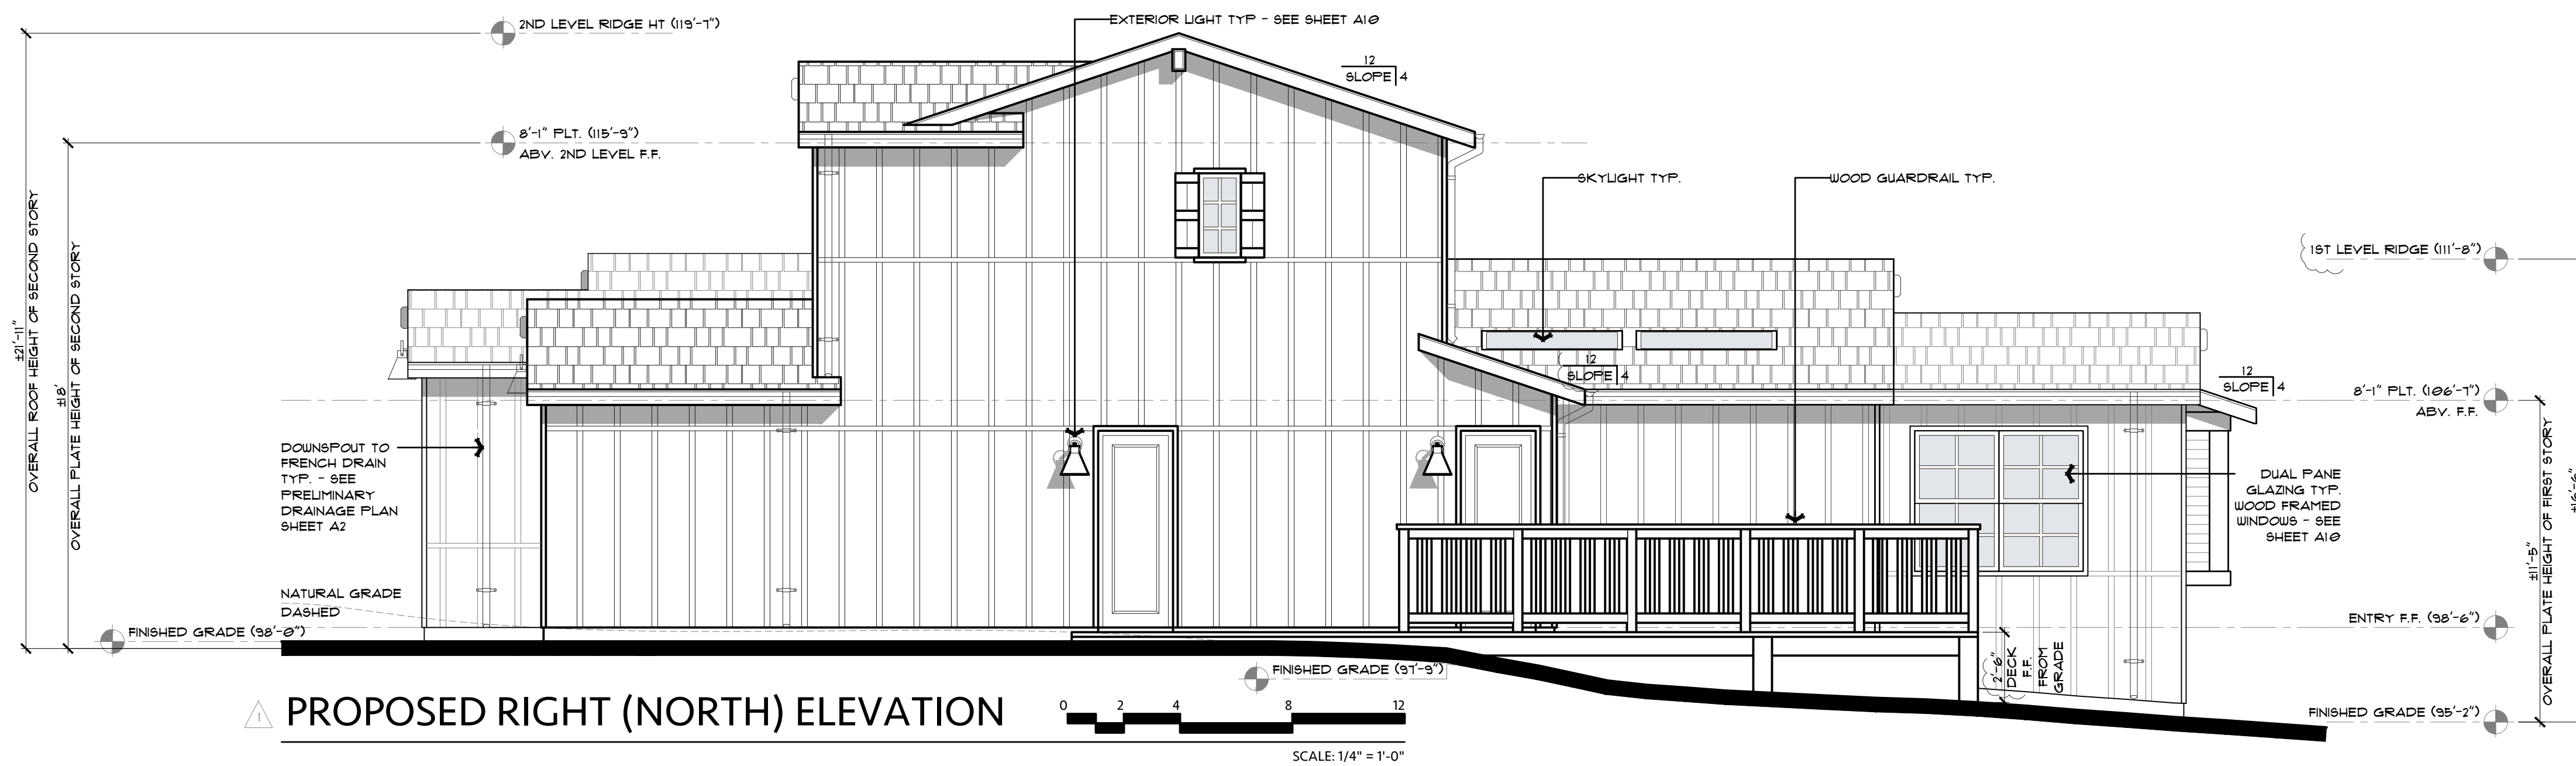 2ND LEVEL RIDGE HT (119'-7")
EXTERIOR LIGHT TYP - SEE SHEET A10
12
SLOPE 4
8'-1" PLT. (115'-9")
ABV. 2ND LEVEL F.F.
SKYLIGHT TYP.
WOOD GUARDRAIL TYP.
1ST LEVEL RIDGE (111'-8")
±21'-11"
OVERALL ROOF HEIGHT OF SECOND STORY
±18'
OVERALL PLATE HEIGHT OF SECOND STORY
12
SLOPE 4
12
SLOPE 4
8'-1" PLT. (106'-7")
ABV. F.F.
DOWNSPOUT TO
FRENCH DRAIN
TYP. - SEE
PRELIMINARY
DRAINAGE PLAN
SHEET A2
DUAL PANE
GLAZING TYP.
WOOD FRAMED
WINDOWS - SEE
SHEET A10
±11'-5"
OVERALL PLATE HEIGHT OF FIRST STORY
NATURAL GRADE
DASHED
FINISHED GRADE (98'-0")
ENTRY F.F. (98'-6")
2'-6"
DECK
F.F.
FROM
GRADE
FINISHED GRADE (97'-9")
FINISHED GRADE (95'-2")
1
PROPOSED RIGHT (NORTH) ELEVATION
0 2 4 8 12
SCALE: 1/4" = 1'-0"